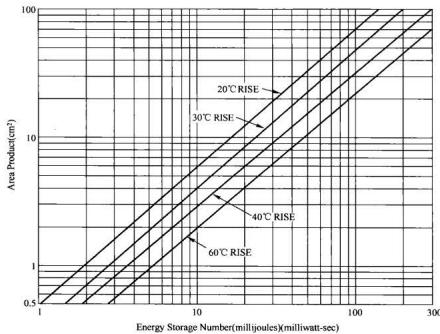 100
20℃ RISE
30℃ RISE
10
Area Product(cm²)
40℃ RISE
60℃ RISE
1
0.5
1
10
100
300
Energy Storage Number(millijoules)(milliwatt-sec)